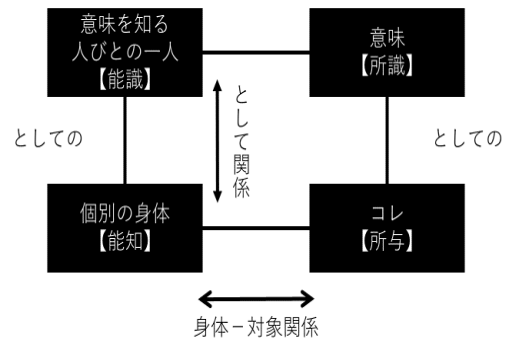 意味を知る
人びとの一人
【能識】
意味
【所識】
としての
として関係
としての
個別の身体
【能知】
コレ
【所与】
身体－対象関係